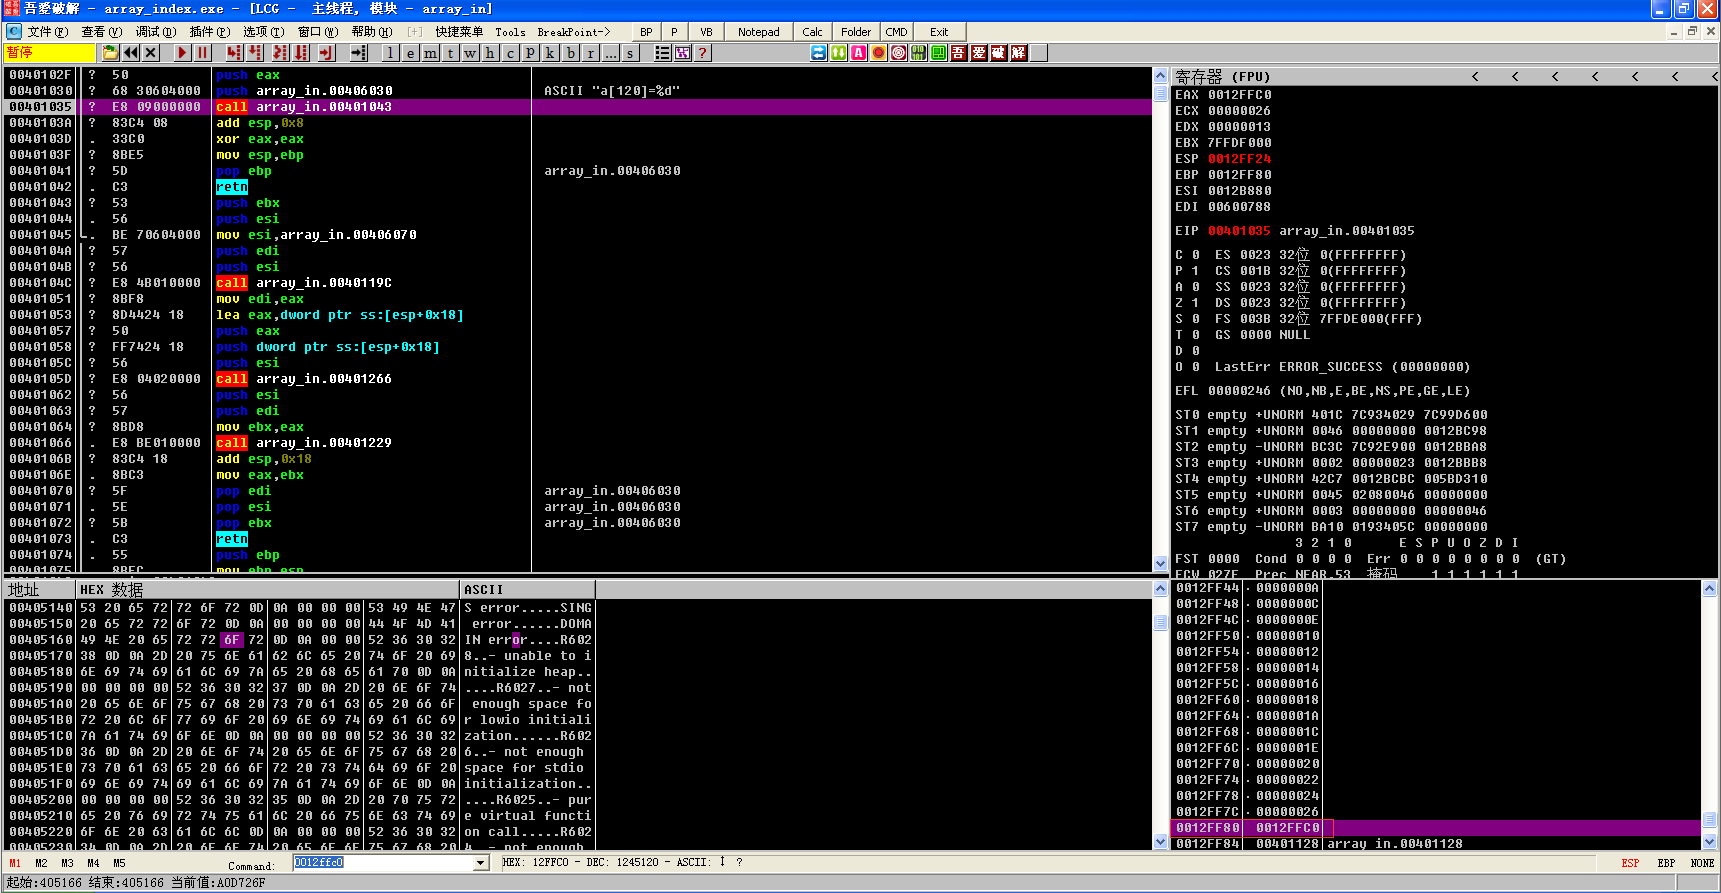 吾爱破解 - array_index.exe - [LCG - 主线程, 模块 - array_in]
文件(F) 查看(V) 调试(D) 插件(P) 选项(T) 窗口(W) 帮助(H) [+] 快捷菜单 Tools BreakPoint-> BP P VB Notepad Calc Folder CMD Exit
暂停 l e m t w h c p k b r ... s ? 吾 爱 破 解
0040102F ? 50 push eax
00401030 ? 68 30604000 push array_in.00406030 ASCII "a[120]=%d"
00401035 ? E8 09000000 call array_in.00401043
0040103A ? 83C4 08 add esp,0x8
0040103D . 33C0 xor eax,eax
0040103F ? 8BE5 mov esp,ebp
00401041 ? 5D pop ebp array_in.00406030
00401042 . C3 retn
00401043 ? 53 push ebx
00401044 . 56 push esi
00401045 . BE 70604000 mov esi,array_in.00406070
0040104A ? 57 push edi
0040104B ? 56 push esi
0040104C ? E8 4B010000 call array_in.0040119C
00401051 ? 8BF8 mov edi,eax
00401053 ? 8D4424 18 lea eax,dword ptr ss:[esp+0x18]
00401057 ? 50 push eax
00401058 ? FF7424 18 push dword ptr ss:[esp+0x18]
0040105C ? 56 push esi
0040105D ? E8 04020000 call array_in.00401266
00401062 ? 56 push esi
00401063 ? 57 push edi
00401064 ? 8BD8 mov ebx,eax
00401066 . E8 BE010000 call array_in.00401229
0040106B ? 83C4 18 add esp,0x18
0040106E . 8BC3 mov eax,ebx
00401070 ? 5F pop edi array_in.00406030
00401071 . 5E pop esi array_in.00406030
00401072 ? 5B pop ebx array_in.00406030
00401073 . C3 retn
00401074 . 55 push ebp
00401075 . 8BEC mov ebp,esp
寄存器 (FPU) < < < < < < <
EAX 0012FFC0
ECX 00000026
EDX 00000013
EBX 7FFDF000
ESP 0012FF24
EBP 0012FF80
ESI 0012B880
EDI 00600788
EIP 00401035 array_in.00401035
C 0 ES 0023 32位 0(FFFFFFFF)
P 1 CS 001B 32位 0(FFFFFFFF)
A 0 SS 0023 32位 0(FFFFFFFF)
Z 1 DS 0023 32位 0(FFFFFFFF)
S 0 FS 003B 32位 7FFDE000(FFF)
T 0 GS 0000 NULL
D 0
O 0 LastErr ERROR_SUCCESS (00000000)
EFL 00000246 (NO,NB,E,BE,NS,PE,GE,LE)
ST0 empty +UNORM 401C 7C934029 7C99D600
ST1 empty +UNORM 0046 00000000 0012BC98
ST2 empty -UNORM BC3C 7C92E900 0012BBA8
ST3 empty +UNORM 0002 00000023 0012BBB8
ST4 empty +UNORM 42C7 0012BCBC 005BD310
ST5 empty +UNORM 0045 02080046 00000000
ST6 empty +UNORM 0003 00000000 00000046
ST7 empty -UNORM BA10 0193405C 00000000
3 2 1 0 E S P U O Z D I
FST 0000 Cond 0 0 0 0 Err 0 0 0 0 0 0 0 0 (GT)
FCW 027F Prec NEAR,53 掩码 1 1 1 1 1 1
地址 HEX 数据 ASCII
00405140 53 20 65 72 72 6F 72 0D 0A 00 00 00 53 49 4E 47 S error.....SING
00405150 20 65 72 72 6F 72 0D 0A 00 00 00 00 44 4F 4D 41 error......DOMA
00405160 49 4E 20 65 72 72 6F 72 0D 0A 00 00 52 36 30 32 IN error....R602
00405170 38 0D 0A 2D 20 75 6E 61 62 6C 65 20 74 6F 20 69 8..- unable to i
00405180 6E 69 74 69 61 6C 69 7A 65 20 68 65 61 70 0D 0A nitialize heap..
00405190 00 00 00 00 52 36 30 32 37 0D 0A 2D 20 6E 6F 74 ....R6027..- not
004051A0 20 65 6E 6F 75 67 68 20 73 70 61 63 65 20 66 6F enough space fo
004051B0 72 20 6C 6F 77 69 6F 20 69 6E 69 74 69 61 6C 69 r lowio initiali
004051C0 7A 61 74 69 6F 6E 0D 0A 00 00 00 00 52 36 30 32 zation......R602
004051D0 36 0D 0A 2D 20 6E 6F 74 20 65 6E 6F 75 67 68 20 6..- not enough
004051E0 73 70 61 63 65 20 66 6F 72 20 73 74 64 69 6F 20 space for stdio
004051F0 69 6E 69 74 69 61 6C 69 7A 61 74 69 6F 6E 0D 0A initialization..
00405200 00 00 00 00 52 36 30 32 35 0D 0A 2D 20 70 75 72 ....R6025..- pur
00405210 65 20 76 69 72 74 75 61 6C 20 66 75 6E 63 74 69 e virtual functi
00405220 6F 6E 20 63 61 6C 6C 0D 0A 00 00 00 52 36 30 32 on call.....R602
00405230 34 0D 0A 2D 20 6E 6F 74 20 65 6E 6F 75 67 68 20 4..- not enough
0012FF44 0000000A
0012FF48 0000000C
0012FF4C 0000000E
0012FF50 00000010
0012FF54 00000012
0012FF58 00000014
0012FF5C 00000016
0012FF60 00000018
0012FF64 0000001A
0012FF68 0000001C
0012FF6C 0000001E
0012FF70 00000020
0012FF74 00000022
0012FF78 00000024
0012FF7C 00000026
0012FF80 0012FFC0
0012FF84 00401128 array_in.00401128
M1 M2 M3 M4 M5 Command: 0012ffc0 HEX: 12FFC0 - DEC: 1245120 - ASCII: ? ESP EBP NONE
起始:405166 结束:405166 当前值:A0D726F